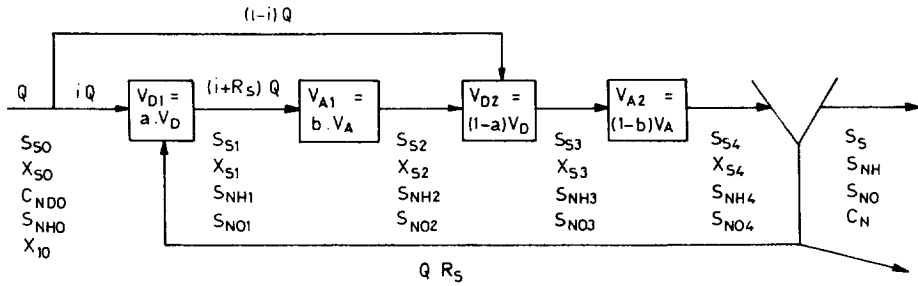 (1-i) Q
Q
iQ
V_D1 =
a.V_D
(i+R_S) Q
V_A1 =
b.V_A
V_D2 =
(1-a)V_D
V_A2 =
(1-b)V_A
S_S0
X_S0
C_ND0
S_NH0
X_10
S_S1
X_S1
S_NH1
S_NO1
S_S2
X_S2
S_NH2
S_NO2
S_S3
X_S3
S_NH3
S_NO3
S_S4
X_S4
S_NH4
S_NO4
S_S
S_NH
S_NO
C_N
Q R_S